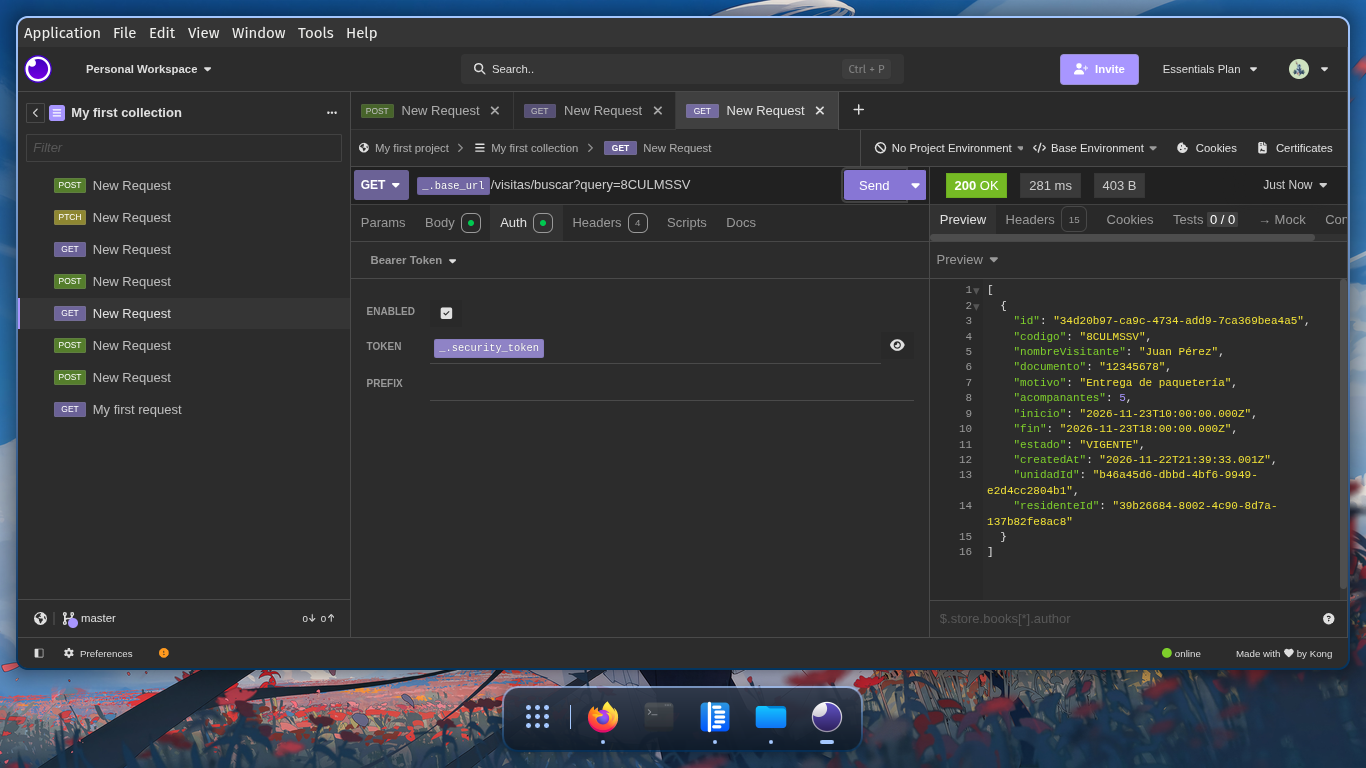 Application File Edit View Window Tools Help
Personal Workspace
Search..
Ctrl + P
Invite
Essentials Plan
My first collection
POST New Request
GET New Request
GET New Request
Filter
My first project
My first collection
GET New Request
No Project Environment
Base Environment
Cookies
Certificates
POST New Request
PTCH New Request
GET New Request
POST New Request
GET New Request
POST New Request
POST New Request
GET My first request
GET
_.base_url/visitas/buscar?query=8CULMSSV
Send
200 OK
281 ms
403 B
Just Now
Params
Body
Auth
Headers 4
Scripts
Docs
Preview
Headers 15
Cookies
Tests 0 / 0
→ Mock
Con
Bearer Token
Preview
ENABLED
TOKEN _.security_token
PREFIX
1 [
2 {
3 "id": "34d20b97-ca9c-4734-add9-7ca369bea4a5",
4 "codigo": "8CULMSSV",
5 "nombreVisitante": "Juan Pérez",
6 "documento": "12345678",
7 "motivo": "Entrega de paquetería",
8 "acompanantes": 5,
9 "inicio": "2026-11-23T10:00:00.000Z",
10 "fin": "2026-11-23T18:00:00.000Z",
11 "estado": "VIGENTE",
12 "createdAt": "2026-11-22T21:39:33.001Z",
13 "unidadId": "b46a45d6-dbbd-4bf6-9949-
e2d4cc2804b1",
14 "residenteId": "39b26684-8002-4c90-8d7a-
137b82fe8ac8"
15 }
16 ]
master
0↓ 0↑
$.store.books[*].author
Preferences
online
Made with ♥ by Kong